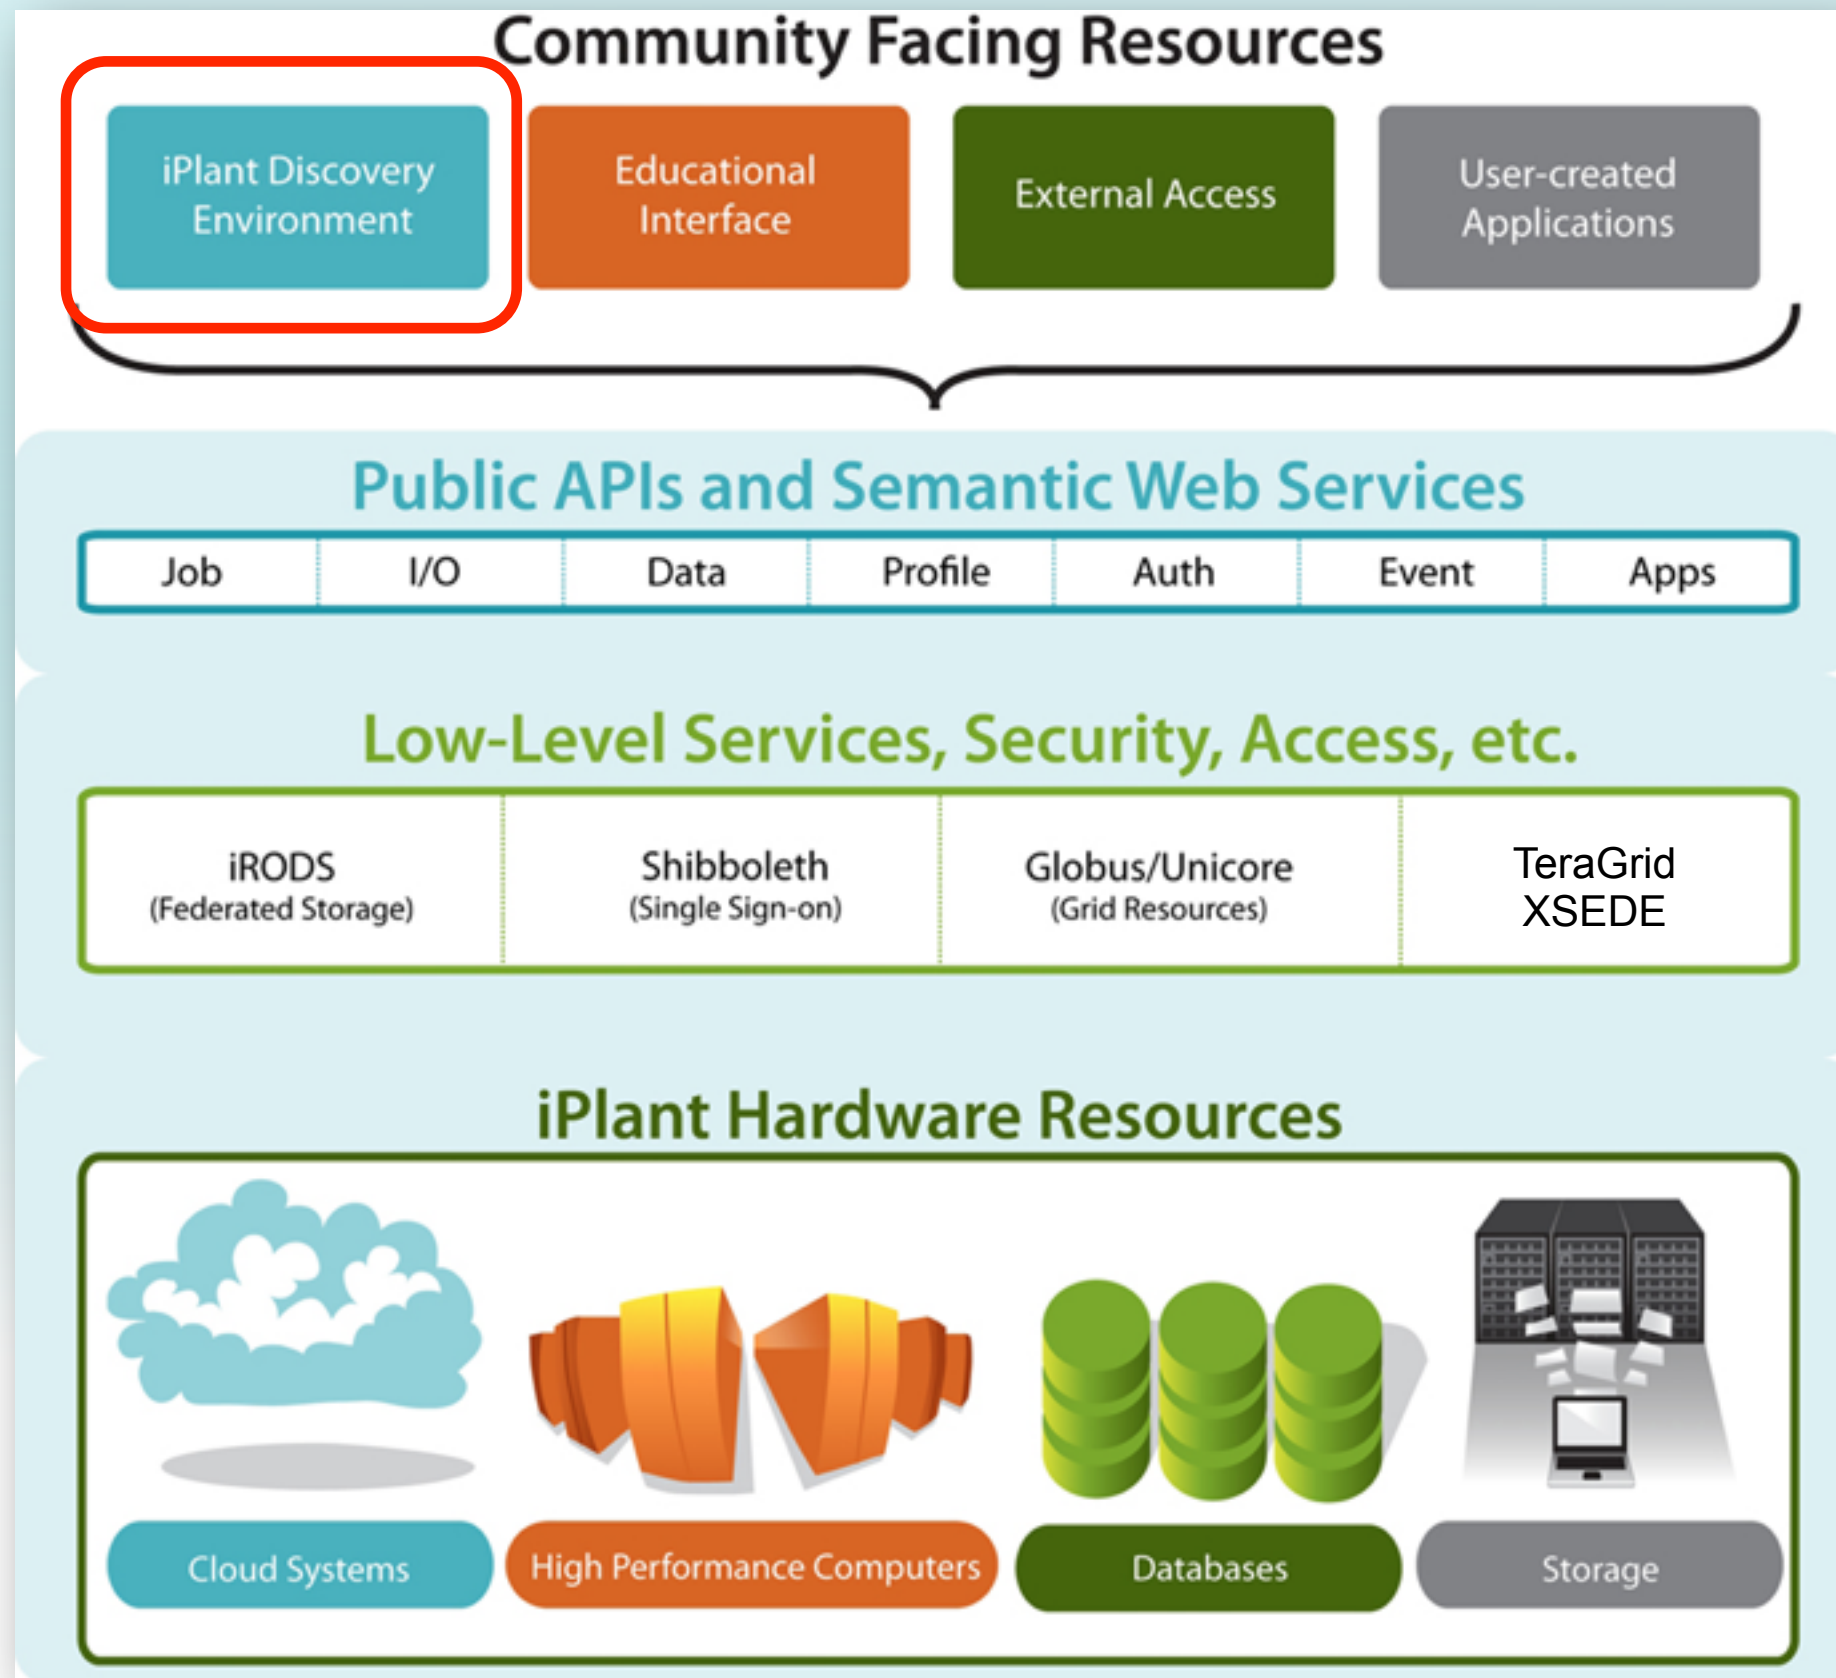 Community Facing Resources
iPlant Discovery
Environment
Educational
Interface
External Access
User-created
Applications
Public APIs and Semantic Web Services
Job
I/O
Data
Profile
Auth
Event
Apps
Low-Level Services, Security, Access, etc.
iRODS
(Federated Storage)
Shibboleth
(Single Sign-on)
Globus/Unicore
(Grid Resources)
TeraGrid
XSEDE
iPlant Hardware Resources
Cloud Systems
High Performance Computers
Databases
Storage